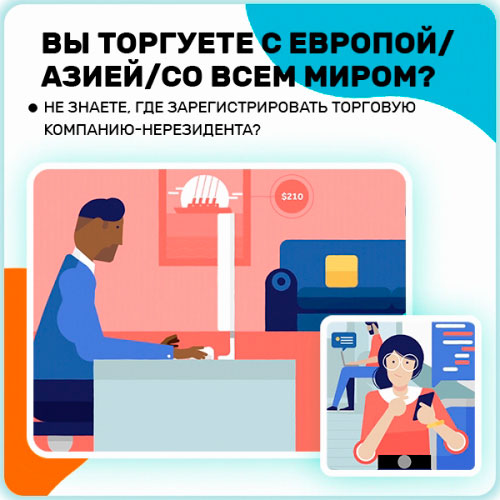 ВЫ ТОРГУЕТЕ С ЕВРОПОЙ/
АЗИЕЙ/СО ВСЕМ МИРОМ?
● НЕ ЗНАЕТЕ, ГДЕ ЗАРЕГИСТРИРОВАТЬ ТОРГОВУЮ
КОМПАНИЮ-НЕРЕЗИДЕНТА?
$210